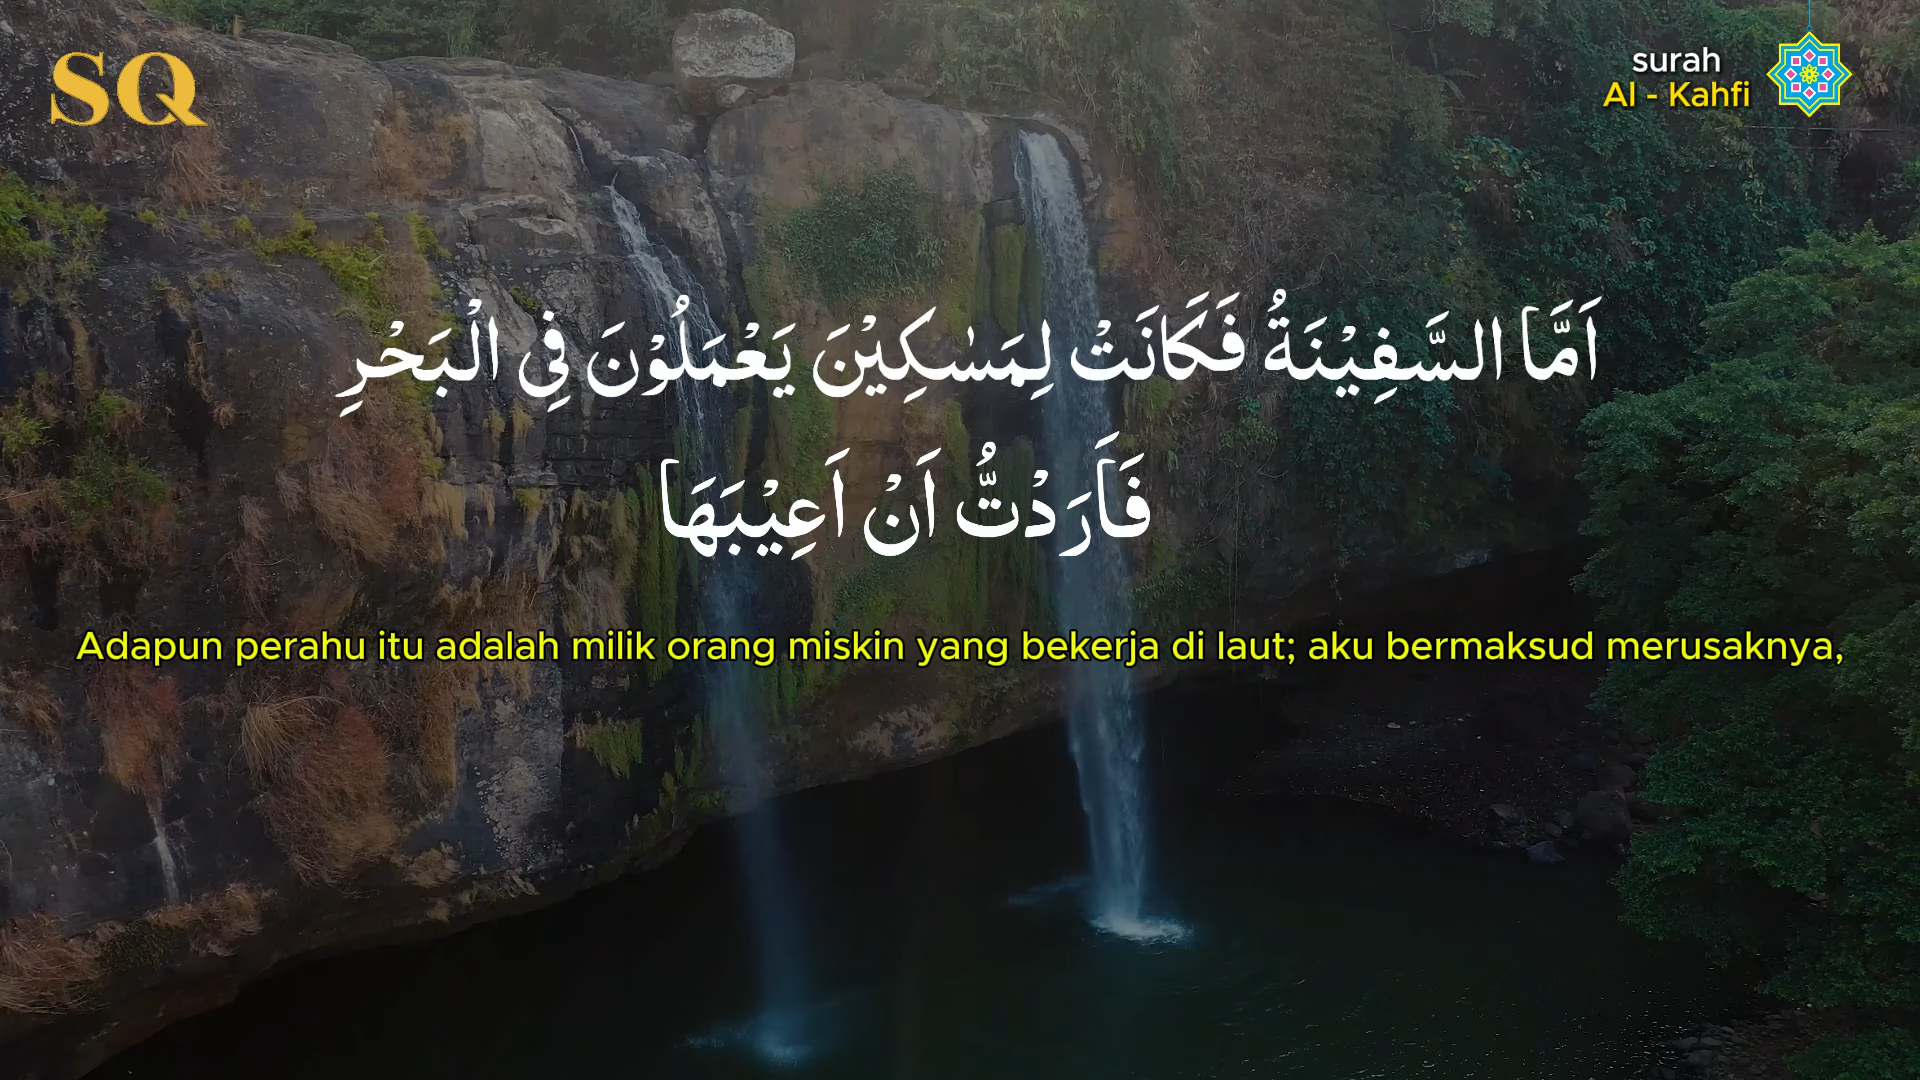 SQ
surah
Al - Kahfi
اَمَّا السَّفِيْنَةُ فَكَانَتْ لِمَسٰكِيْنَ يَعْمَلُوْنَ فِى الْبَحْرِ
فَاَرَدْتُّ اَنْ اَعِيْبَهَا
Adapun perahu itu adalah milik orang miskin yang bekerja di laut; aku bermaksud merusaknya,